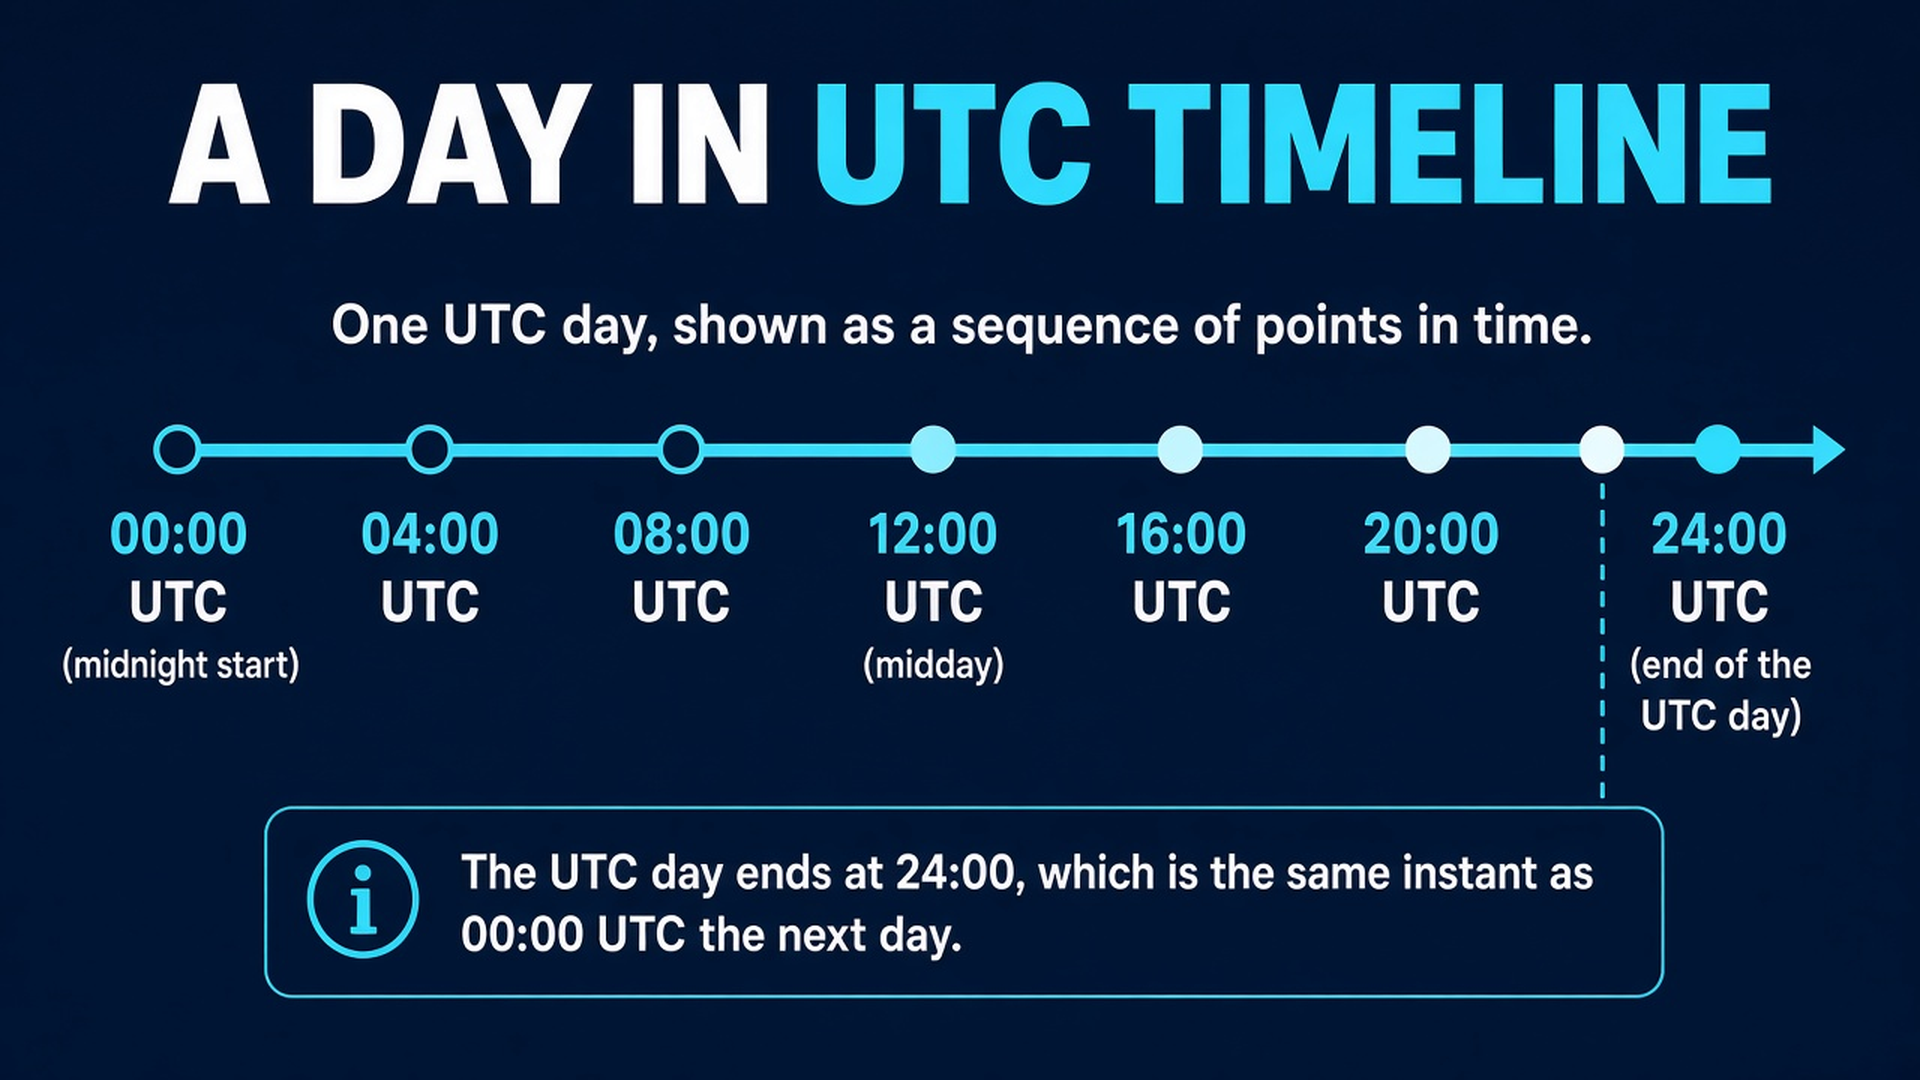 A DAY IN UTC TIMELINE
One UTC day, shown as a sequence of points in time.
00:00 04:00 08:00 12:00 16:00 20:00 24:00
UTC UTC UTC UTC UTC UTC UTC
(midnight start) (midday) (end of the
UTC day)
The UTC day ends at 24:00, which is the same instant as
00:00 UTC the next day.